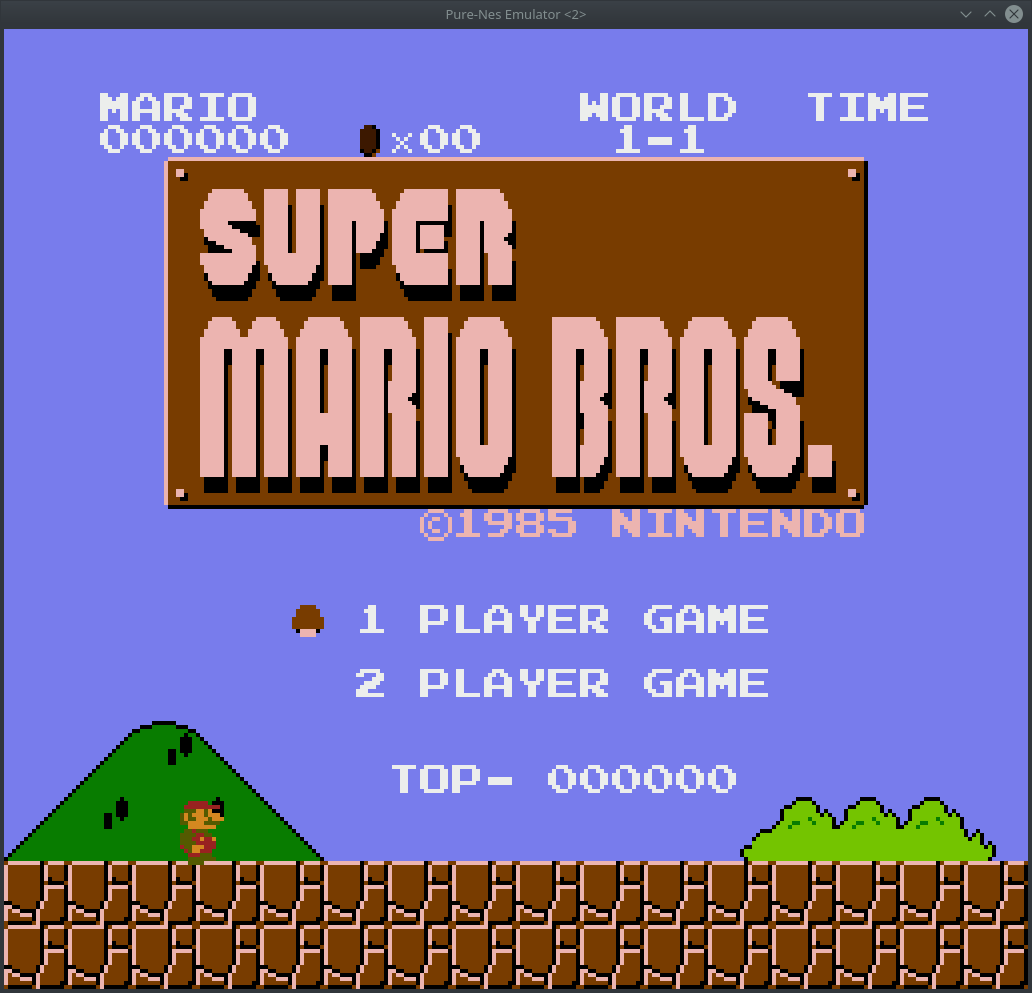 Pure-Nes Emulator <2>
MARIO WORLD TIME
000000 x00 1-1
SUPER
MARIO BROS.
©1985 NINTENDO
1 PLAYER GAME
2 PLAYER GAME
TOP- 000000